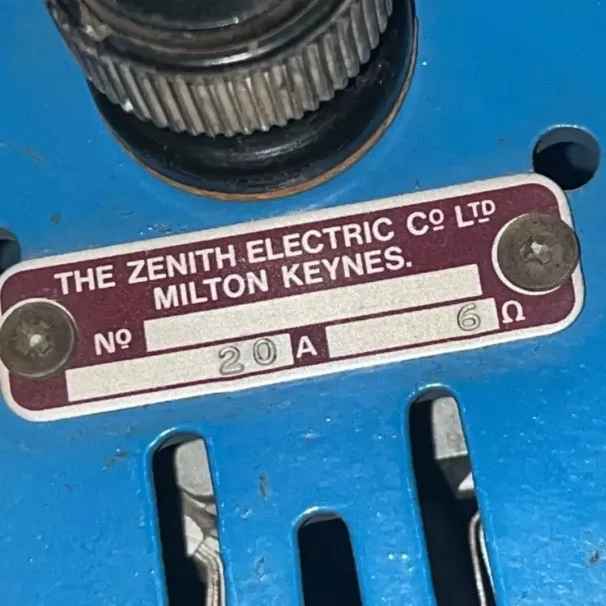 THE ZENITH ELECTRIC Cº LTD
MILTON KEYNES.
Nº
20 A 6 Ω